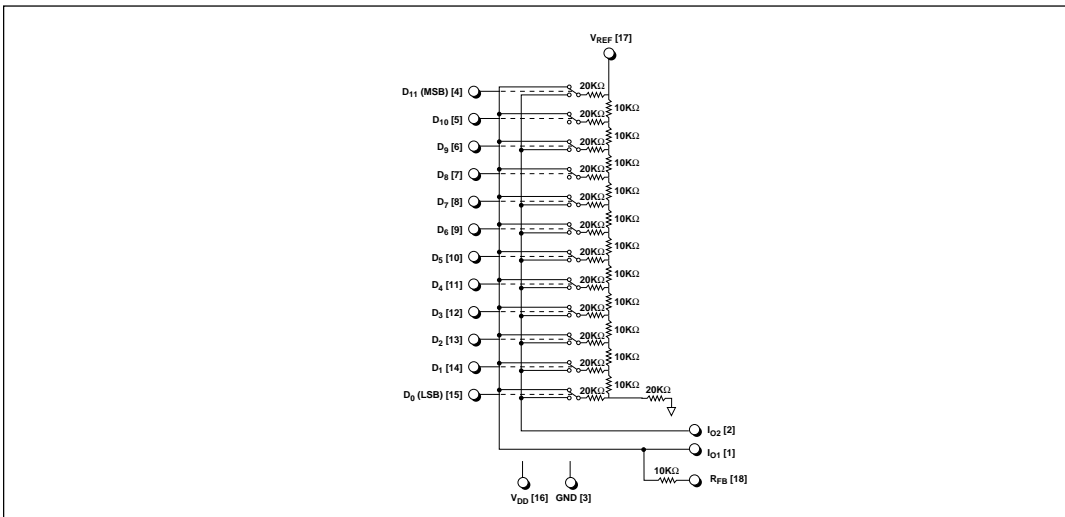 V_REF [17]
D11 (MSB) [4]
20KΩ
10KΩ
D10 [5]
20KΩ
10KΩ
D9 [6]
20KΩ
10KΩ
D8 [7]
20KΩ
10KΩ
D7 [8]
20KΩ
10KΩ
D6 [9]
20KΩ
10KΩ
D5 [10]
20KΩ
10KΩ
D4 [11]
20KΩ
10KΩ
D3 [12]
20KΩ
10KΩ
D2 [13]
20KΩ
10KΩ
D1 [14]
20KΩ
10KΩ
D0 (LSB) [15]
20KΩ
20KΩ
IO2 [2]
IO1 [1]
10KΩ
RFB [18]
VDD [16]
GND [3]